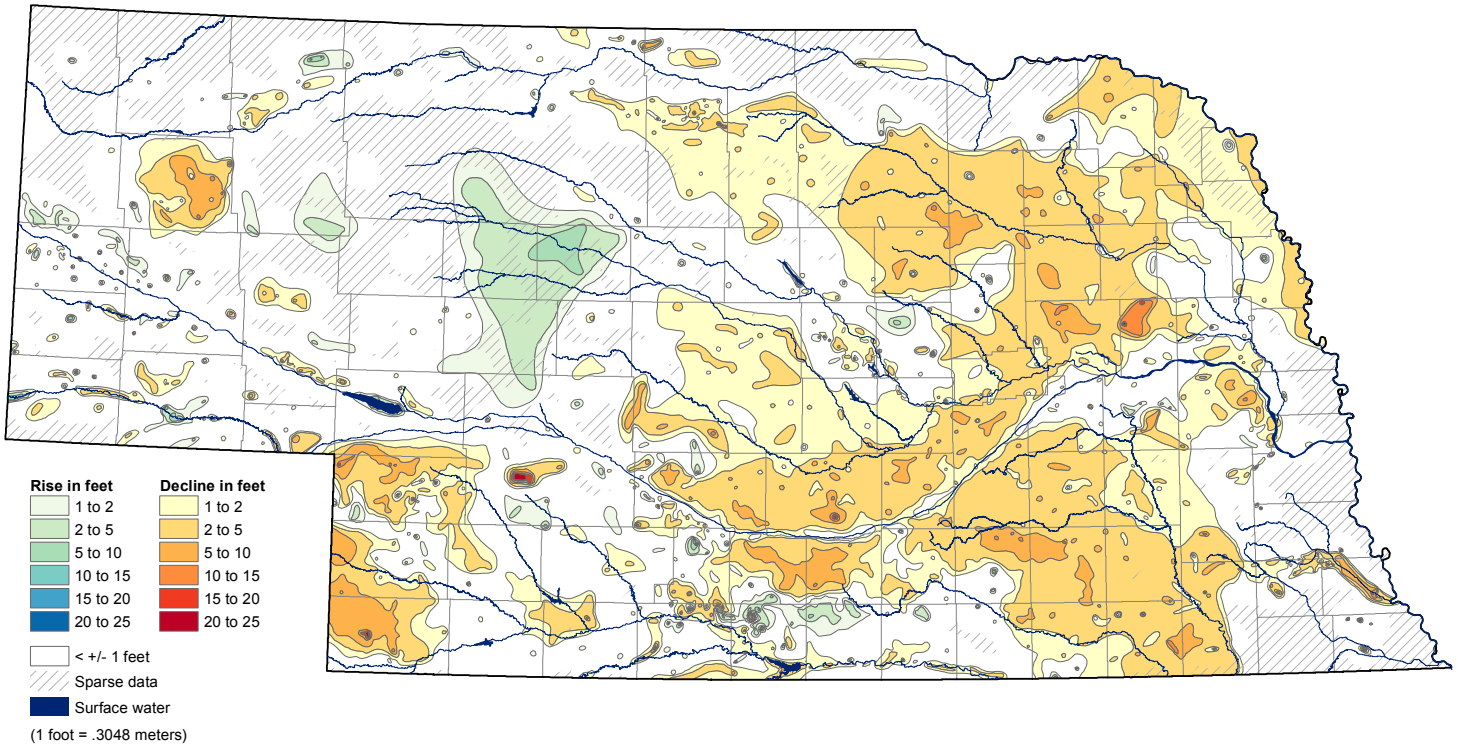 Rise in feet
1 to 2
2 to 5
5 to 10
10 to 15
15 to 20
20 to 25
Decline in feet
1 to 2
2 to 5
5 to 10
10 to 15
15 to 20
20 to 25
< +/- 1 feet
Sparse data
Surface water
(1 foot = .3048 meters)